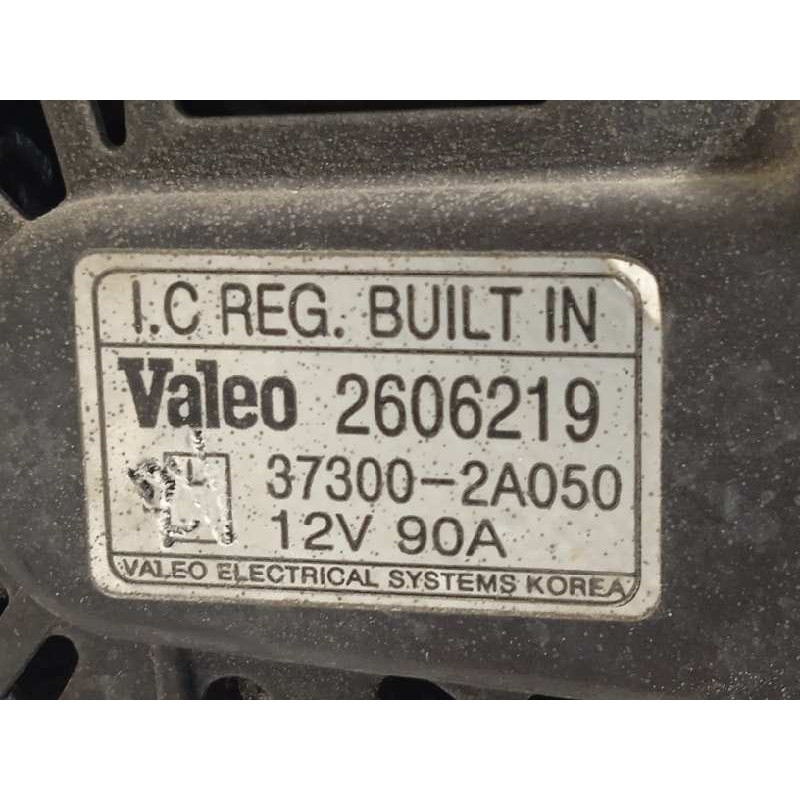 I.C REG. BUILT IN
Valeo 2606219
37300-2A050
12V 90A
VALEO ELECTRICAL SYSTEMS KOREA